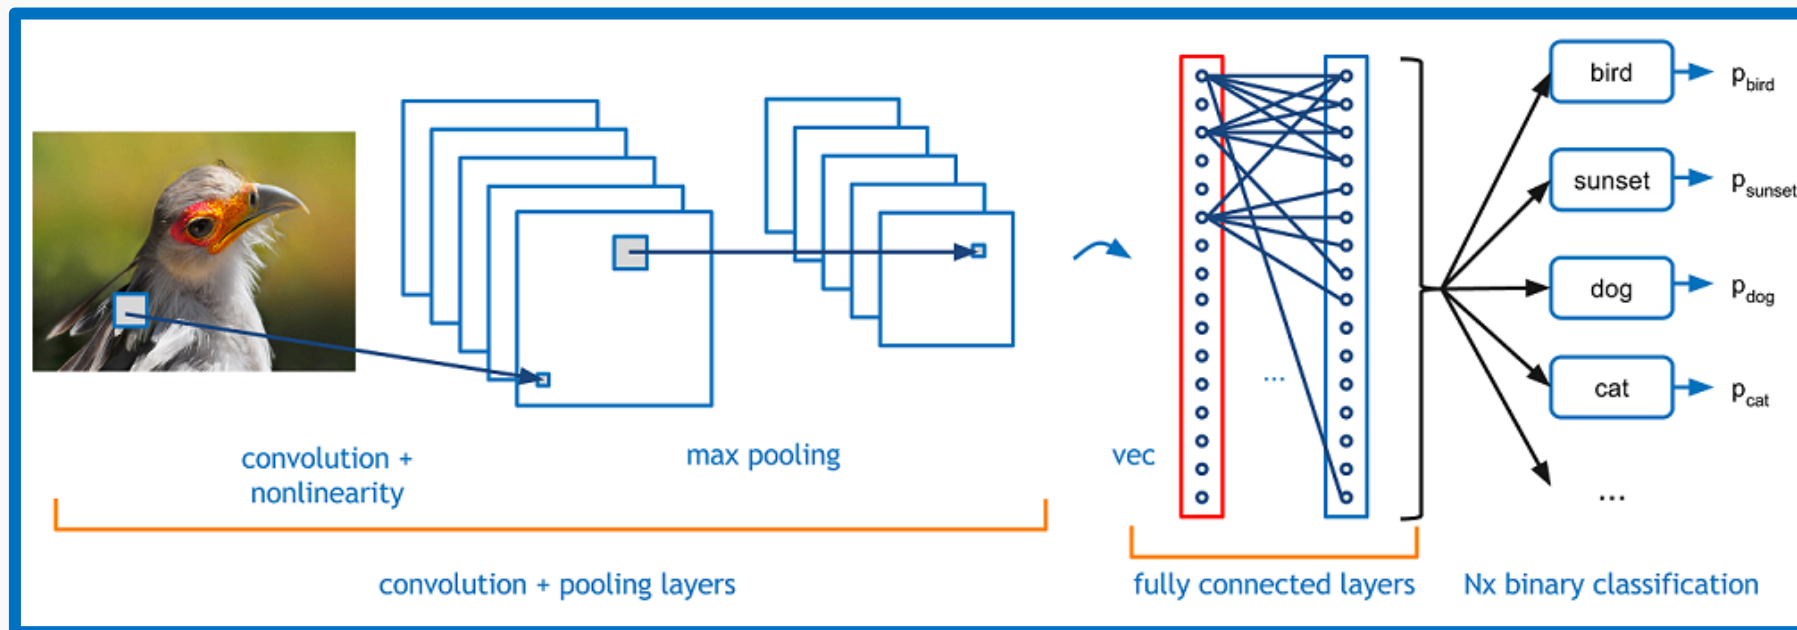 convolution +
nonlinearity
max pooling
vec
...
bird
p_bird
sunset
p_sunset
dog
p_dog
cat
p_cat
...
convolution + pooling layers
fully connected layers
Nx binary classification